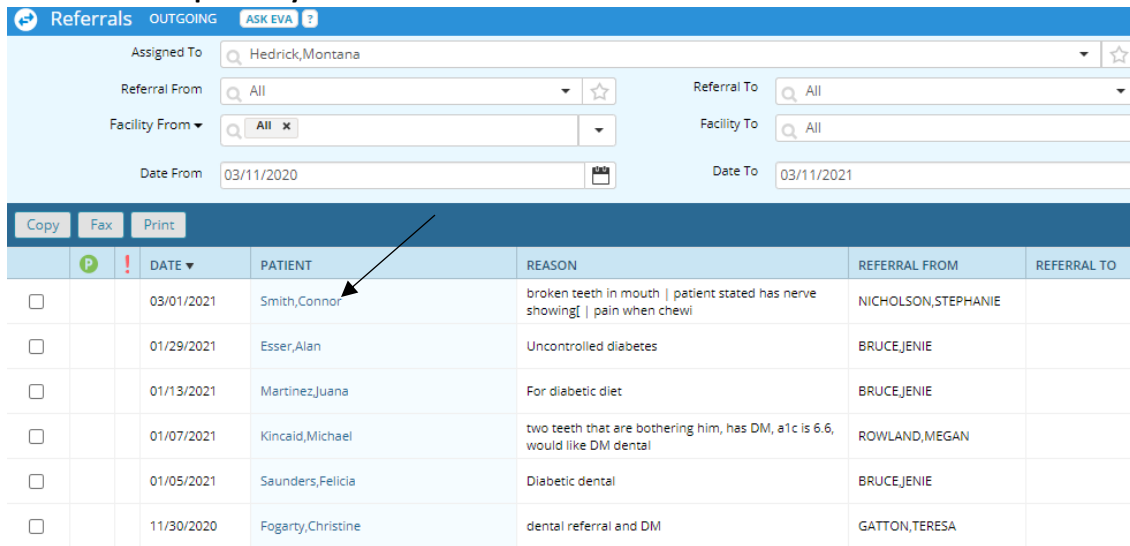 Referrals OUTGOING ASK EVA ?
Assigned To Hedrick,Montana
Referral From All Referral To All
Facility From All x Facility To All
Date From 03/11/2020 Date To 03/11/2021
Copy Fax Print
P ! DATE PATIENT REASON REFERRAL FROM REFERRAL TO
03/01/2021 Smith,Connor broken teeth in mouth | patient stated has nerve showing[ | pain when chewi NICHOLSON,STEPHANIE
01/29/2021 Esser,Alan Uncontrolled diabetes BRUCE,JENIE
01/13/2021 Martinez,Juana For diabetic diet BRUCE,JENIE
01/07/2021 Kincaid,Michael two teeth that are bothering him, has DM, a1c is 6.6, would like DM dental ROWLAND,MEGAN
01/05/2021 Saunders,Felicia Diabetic dental BRUCE,JENIE
11/30/2020 Fogarty,Christine dental referral and DM GATTON,TERESA